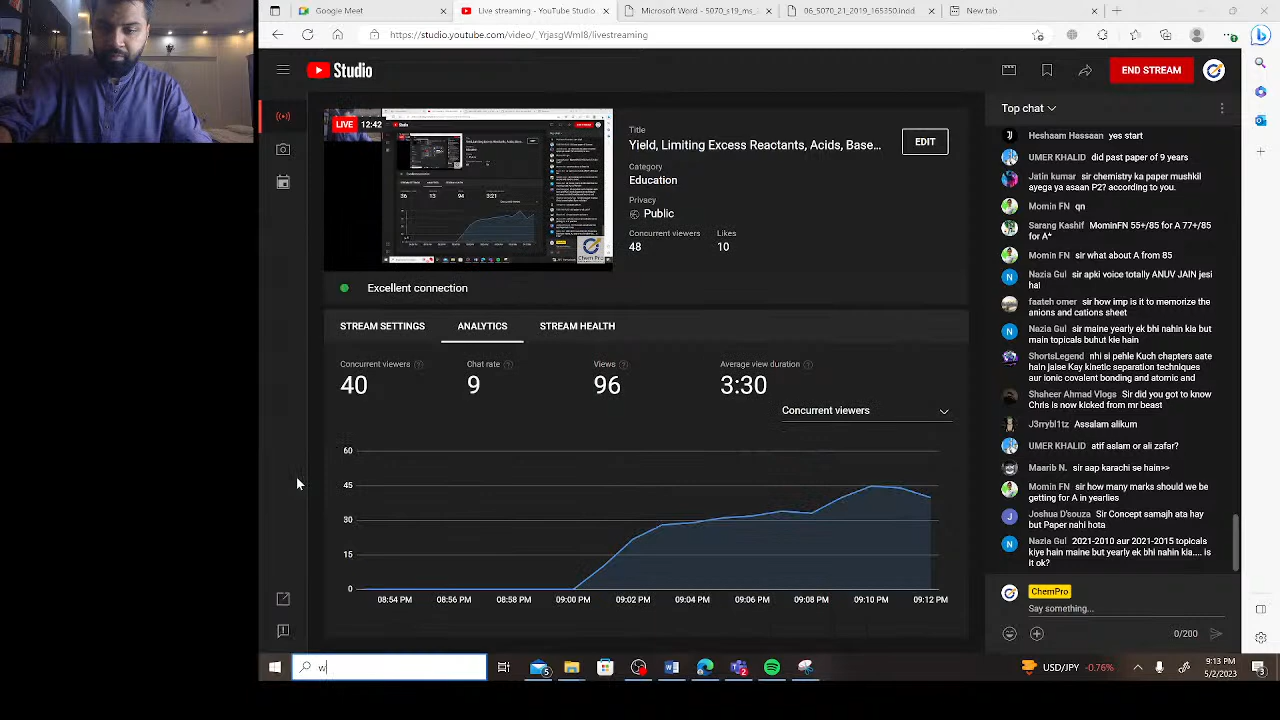 Google Meet
Live streaming - YouTube Studio
Microsoft Word - 5070_s19_
06_5070_21_2019_165350.indd
New tab
https://studio.youtube.com/video/_YrjasgWmI8/livestreaming
Studio
END STREAM
LIVE 12:42
Title
Yield, Limiting Excess Reactants, Acids, Base...
EDIT
Category
Education
Privacy
Public
Concurrent viewers
48
Likes
10
Excellent connection
STREAM SETTINGS
ANALYTICS
STREAM HEALTH
Concurrent viewers
40
Chat rate
9
Views
96
Average view duration
3:30
Concurrent viewers
60
45
30
15
0
08:54 PM 08:56 PM 08:58 PM 09:00 PM 09:02 PM 09:04 PM 09:06 PM 09:08 PM 09:10 PM 09:12 PM
Top chat
Heshaam Hassan yes start
UMER KHALID did past paper of 9 years
Jatin kumar sir chemistry ka paper mushkil
ayega ya assan according to you.
Momin FN qn
Sarang Kashif MominFN 55+/85 for A 77+/85
for A*
Momin FN sir what about A from 85
Nazia Gul sir apki voice totally ANUV JAIN jesi
hai
faateh omer sir how imp is it to memorize the
anions and cations sheet
Nazia Gul sir maine yearly ek bhi nahin kia but
main topicals buhut kie hain
ShortsLegend nhi si pehle Kuch chapters aate
hain jaise Kay kinetic separation techniques
aur ionic covalent bonding and atomic and
Shaheer Ahmad Vlogs Sir did you got to know
Chris Is now kicked from mr beast
J3rrybl1tz Assalam alikum
UMER KHALID atif aslam or ali zafar?
Maarib N. sir aap karachi se hain>>
Momin FN sir how many marks should we be
getting for A in yearlies
Joshua D'souza Sir Concept samajh ata hay
but Paper nahi hota
Nazia Gul 2021-2010 aur 2021-2015 topicals
kiye hain maine but yearly ek bhi nahin kia.... is
it ok?
ChemPro
Say something...
0/200
w
USD/JPY -0.76%
9:13 PM
5/2/2023